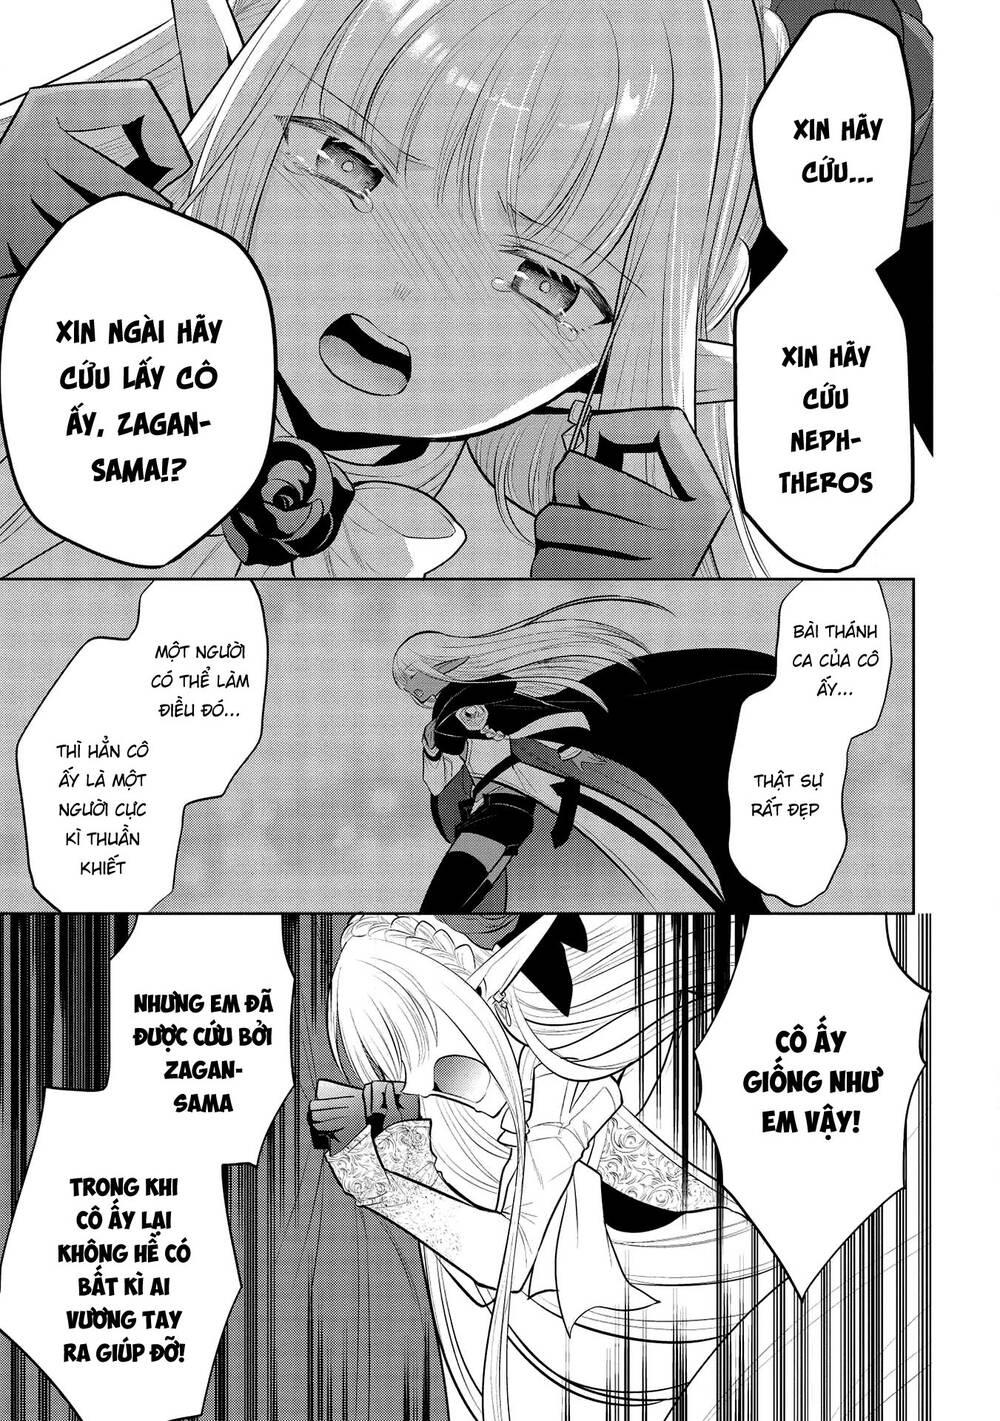 XIN HÃY
CỨU...
XIN HÃY
CỨU
NEPH-
THEROS
XIN NGÀI HÃY
CỨU LẤY CÔ
ẤY, ZAGAN-
SAMA!?
BÀI THÁNH
CA CỦA CÔ
ẤY...
THẬT SỰ
RẤT ĐẸP
MỘT NGƯỜI
CÓ THỂ LÀM
ĐIỀU ĐÓ...
THÌ HẲN CÔ
ẤY LÀ MỘT
NGƯỜI CỰC
KÌ THUẦN
KHIẾT
CÔ ẤY
GIỐNG NHƯ
EM VẬY!
NHƯNG EM ĐÃ
ĐƯỢC CỨU BỞI
ZAGAN-
SAMA
TRONG KHI
CÔ ẤY LẠI
KHÔNG HỀ CÓ
BẤT KÌ AI
VƯƠNG TAY
RA GIÚP ĐỠ!